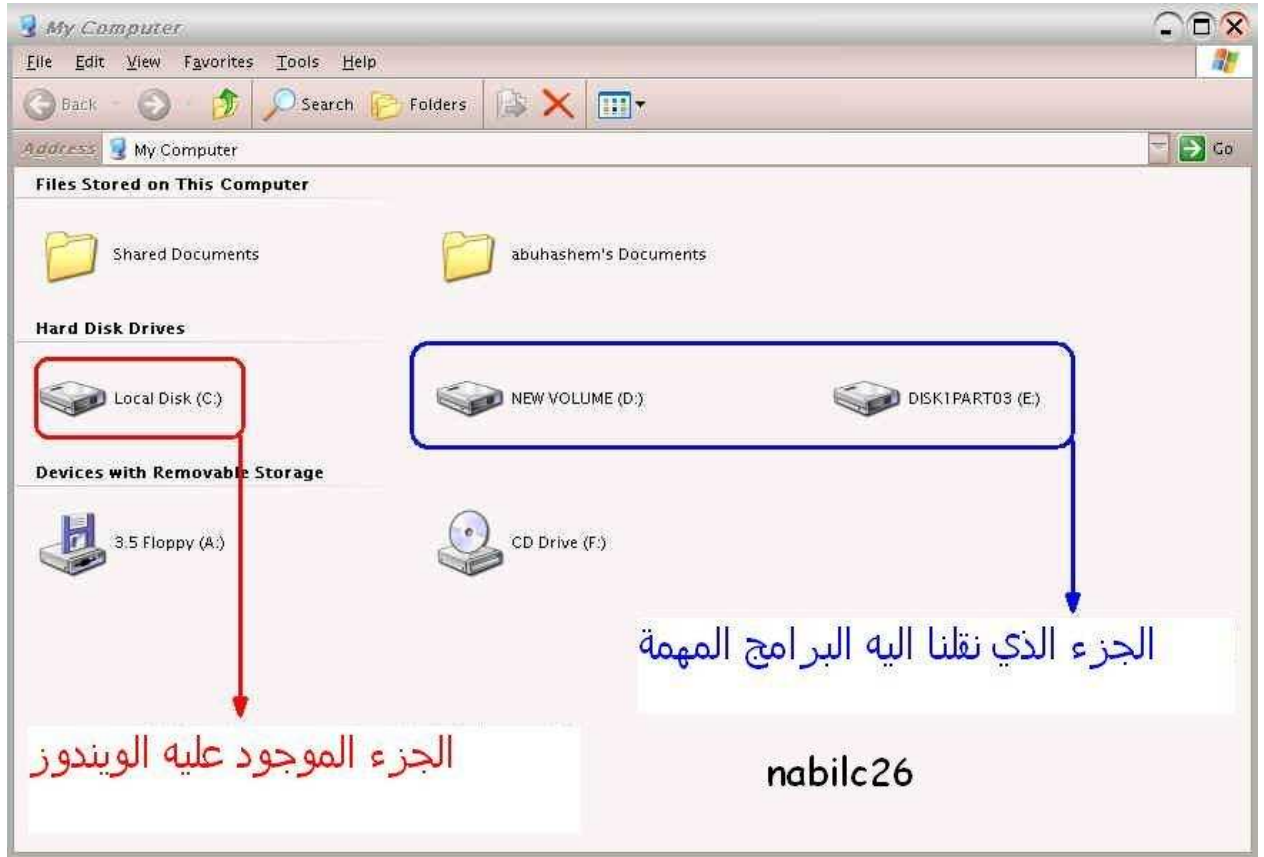 My Computer
File Edit View Favorites Tools Help
Back Search Folders
Address My Computer Go
Files Stored on This Computer
Shared Documents abuhashem's Documents
Hard Disk Drives
Local Disk (C:) NEW VOLUME (D:) DISK1PART03 (E:)
Devices with Removable Storage
3.5 Floppy (A:) CD Drive (F:)
الجزء الذي نقلنا اليه البرامج المهمة
الجزء الموجود عليه الويندوز
nabilc26